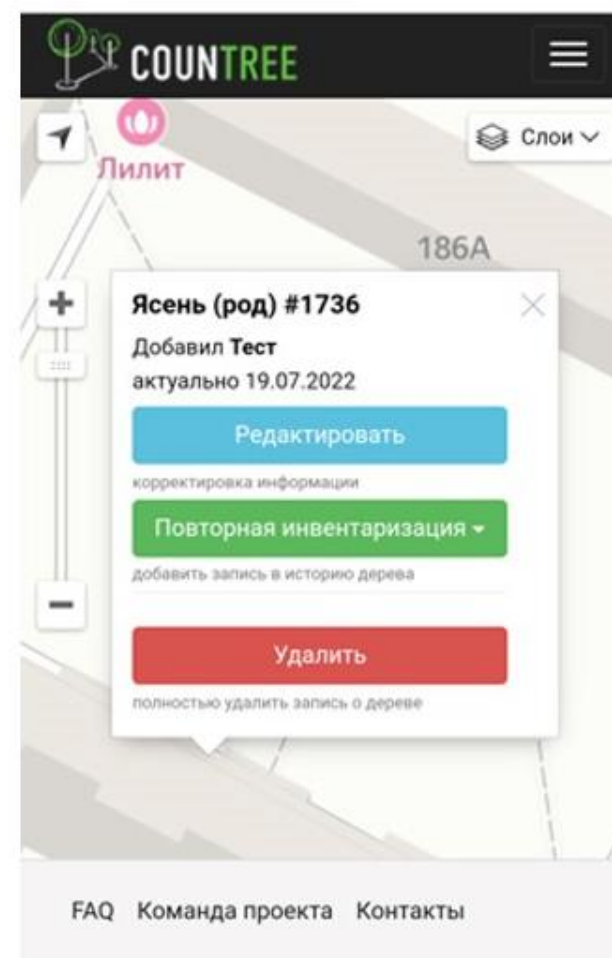 COUNTREE
Слои
Лилит
186А
Ясень (род) #1736
Добавил Тест
актуально 19.07.2022
Редактировать
корректировка информации
Повторная инвентаризация
добавить запись в историю дерева
Удалить
полностью удалить запись о дереве
FAQ Команда проекта Контакты